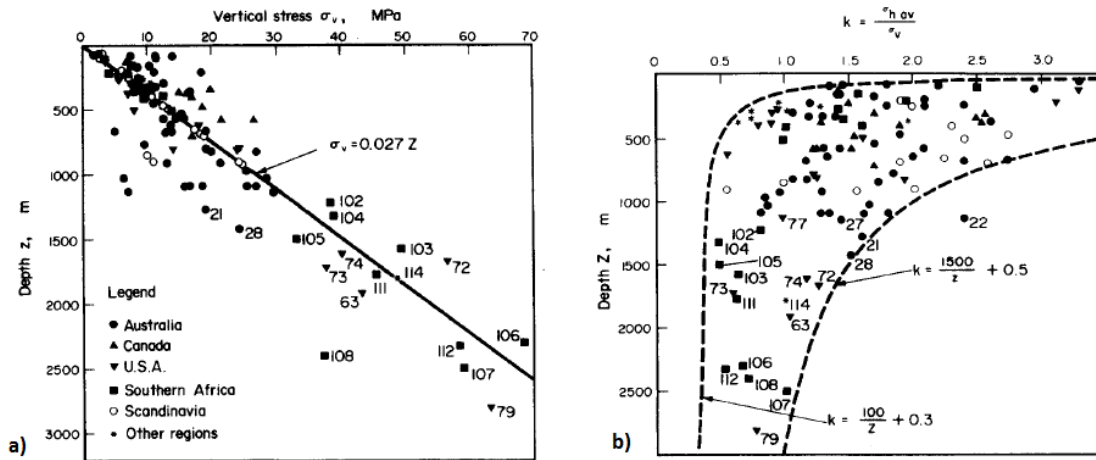 Vertical stress σv, MPa
0 10 20 30 40 50 60 70
0
500
1000
1500
2000
2500
3000
Depth z, m
σv = 0.027 Z
21
28
102
104
105
103
74
73
72
114
111
63
106
112
108
107
79
Legend
Australia
Canada
U.S.A.
Southern Africa
Scandinavia
Other regions
a)
k = σh av / σv
0 0.5 1.0 1.5 2.0 2.5 3.0
0
500
1000
1500
2000
2500
Depth Z, m
77
22
102
27
104
21
105
28
103
74
72
73
111
114
63
106
112
108
107
79
k = 1500/z + 0.5
k = 100/z + 0.3
b)